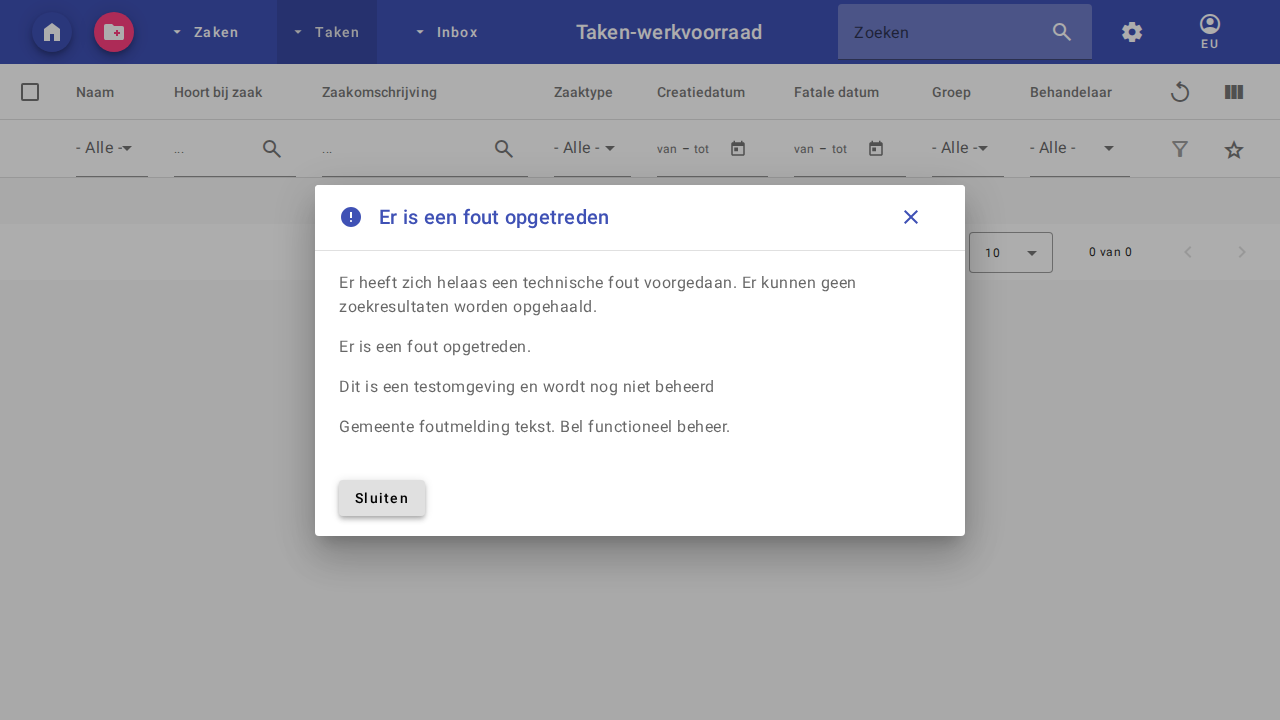 Zaken
Taken
Inbox
Taken-werkvoorraad
Zoeken
EU
Naam
Hoort bij zaak
Zaakomschrijving
Zaaktype
Creatiedatum
Fatale datum
Groep
Behandelaar
- Alle -
...
...
- Alle -
van – tot
van – tot
- Alle -
- Alle -
10
0 van 0
Er is een fout opgetreden
Er heeft zich helaas een technische fout voorgedaan. Er kunnen geen
zoekresultaten worden opgehaald.
Er is een fout opgetreden.
Dit is een testomgeving en wordt nog niet beheerd
Gemeente foutmelding tekst. Bel functioneel beheer.
Sluiten